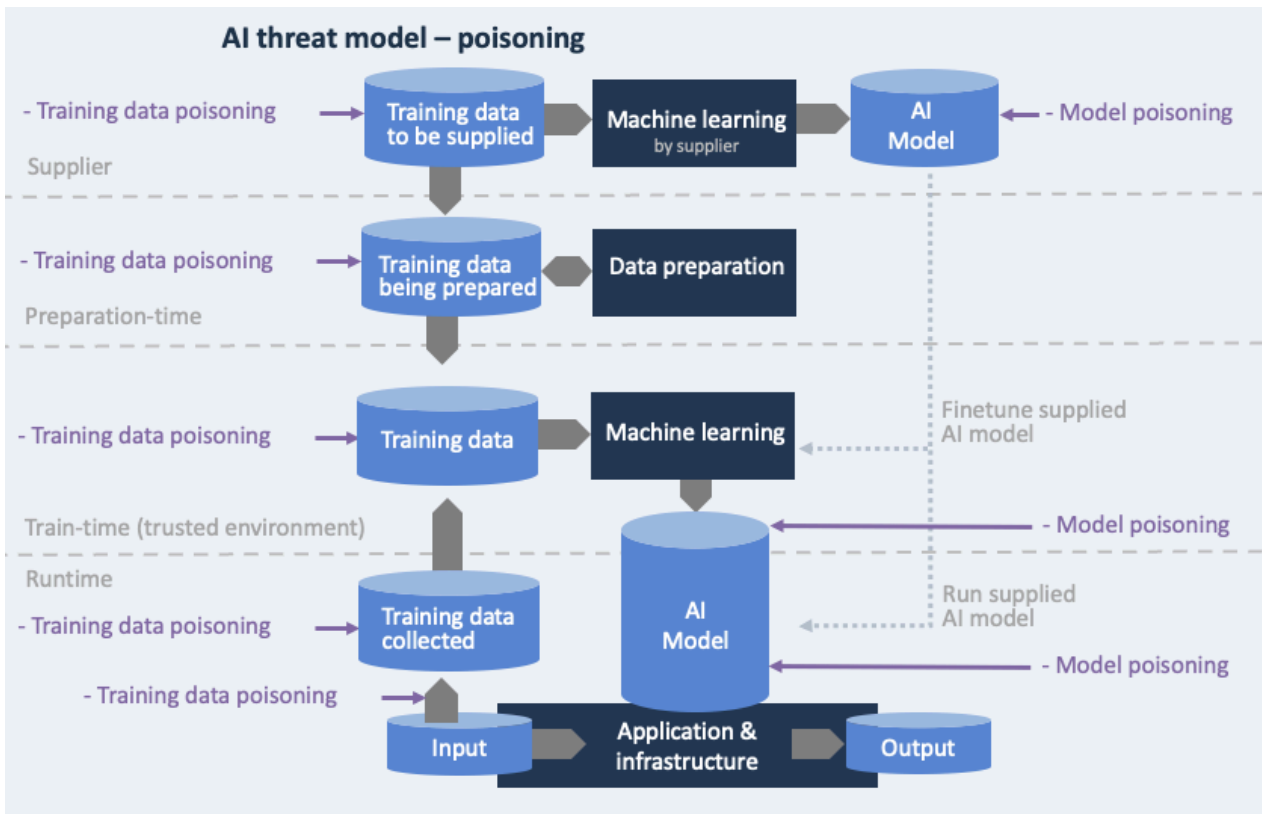 AI threat model – poisoning
- Training data poisoning
Training data
to be supplied
Machine learning
by supplier
AI
Model
- Model poisoning
Supplier
- Training data poisoning
Training data
being prepared
Data preparation
Preparation-time
- Training data poisoning
Training data
Machine learning
Finetune supplied
AI model
Train-time (trusted environment)
- Model poisoning
Runtime
- Training data poisoning
Training data
collected
AI
Model
Run supplied
AI model
- Model poisoning
- Training data poisoning
Input
Application &
infrastructure
Output